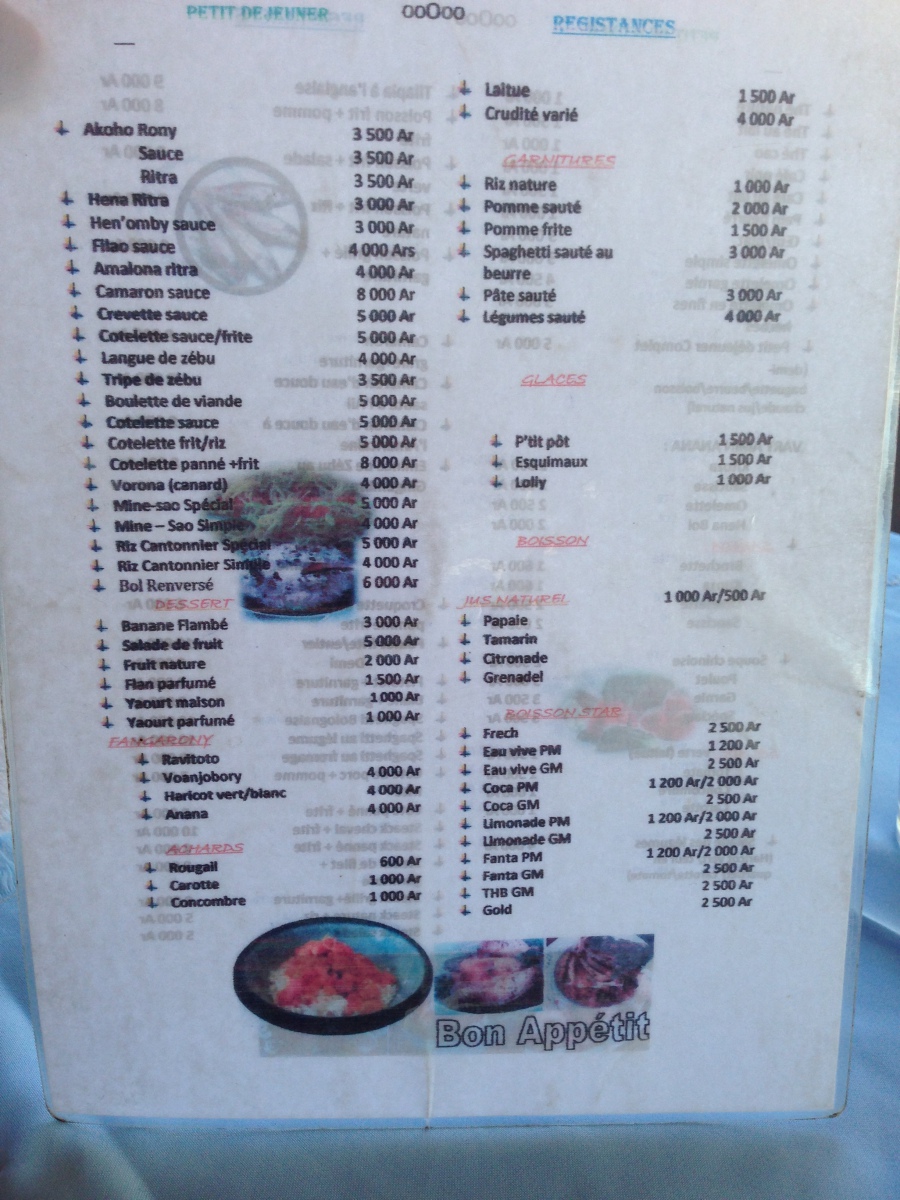 PETIT DEJEUNER
ooOoo
REGISTANCES
Akoho Rony 3 500 Ar
Sauce 3 500 Ar
Ritra 3 500 Ar
Hena Ritra 3 000 Ar
Hen'omby sauce 3 000 Ar
Filao sauce 4 000 Ars
Amalona ritra 4 000 Ar
Camaron sauce 8 000 Ar
Crevette sauce 5 000 Ar
Cotelette sauce/frite 5 000 Ar
Langue de zébu 4 000 Ar
Tripe de zébu 3 500 Ar
Boulette de viande 5 000 Ar
Cotelette sauce 5 000 Ar
Cotelette frit/riz 5 000 Ar
Cotelette panné +frit 8 000 Ar
Vorona (canard) 4 000 Ar
Mine-sao Spécial 5 000 Ar
Mine – Sao Simple 4 000 Ar
Riz Cantonnier Spécial 5 000 Ar
Riz Cantonnier Simple 4 000 Ar
Bol Renversé 6 000 Ar
DESSERT
Banane Flambé 3 000 Ar
Salade de fruit 5 000 Ar
Fruit nature 2 000 Ar
Flan parfumé 1 500 Ar
Yaourt maison 1 000 Ar
Yaourt parfumé 1 000 Ar
FANGARONY
Ravitoto
Voanjobory 4 000 Ar
Haricot vert/blanc 4 000 Ar
Anana 4 000 Ar
ACHARDS
Rougail 600 Ar
Carotte 1 000 Ar
Concombre 1 000 Ar
Laitue 1 500 Ar
Crudité varié 4 000 Ar
GARNITURES
Riz nature 1 000 Ar
Pomme sauté 2 000 Ar
Pomme frite 1 500 Ar
Spaghetti sauté au 3 000 Ar
beurre
Pâte sauté 3 000 Ar
Légumes sauté 4 000 Ar
GLACES
P'tit pôt 1 500 Ar
Esquimaux 1 500 Ar
Lolly 1 000 Ar
BOISSON
JUS NATUREL 1 000 Ar/500 Ar
Papaie
Tamarin
Citronade
Grenadel
BOISSON STAR
Frech 2 500 Ar
Eau vive PM 1 200 Ar
Eau vive GM 2 500 Ar
Coca PM 1 200 Ar/2 000 Ar
Coca GM 2 500 Ar
Limonade PM 1 200 Ar/2 000 Ar
Limonade GM 2 500 Ar
Fanta PM 1 200 Ar/2 000 Ar
Fanta GM 2 500 Ar
THB GM 2 500 Ar
Gold 2 500 Ar
Bon Appétit